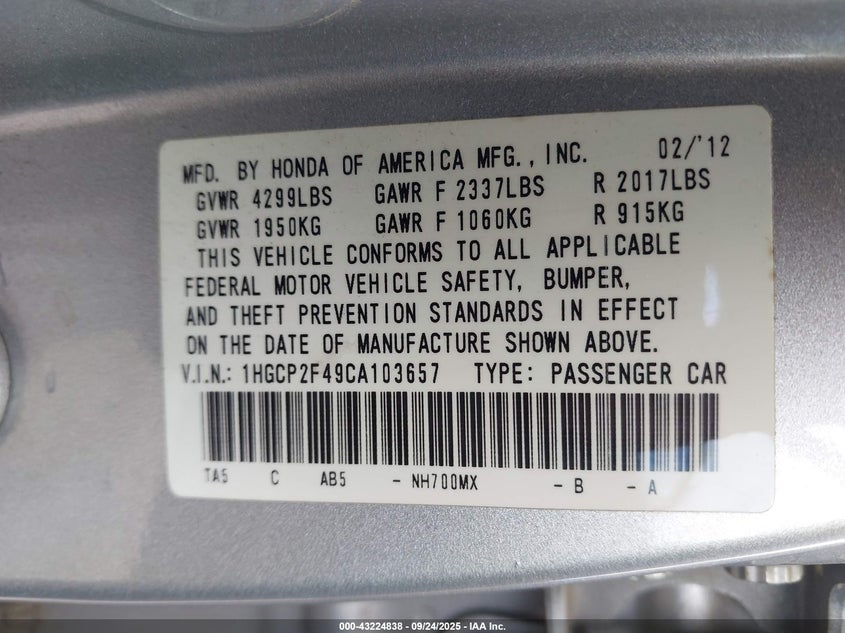 MFD. BY HONDA OF AMERICA MFG., INC. 02/'12
GVWR 4299LBS GAWR F 2337LBS R 2017LBS
GVWR 1950KG GAWR F 1060KG R 915KG
THIS VEHICLE CONFORMS TO ALL APPLICABLE
FEDERAL MOTOR VEHICLE SAFETY, BUMPER,
AND THEFT PREVENTION STANDARDS IN EFFECT
ON THE DATE OF MANUFACTURE SHOWN ABOVE.
V.I.N.: 1HGCP2F49CA103657 TYPE: PASSENGER CAR
TA5 C AB5 - NH700MX - B - A
000-43224838 - 09/24/2025 - IAA Inc.